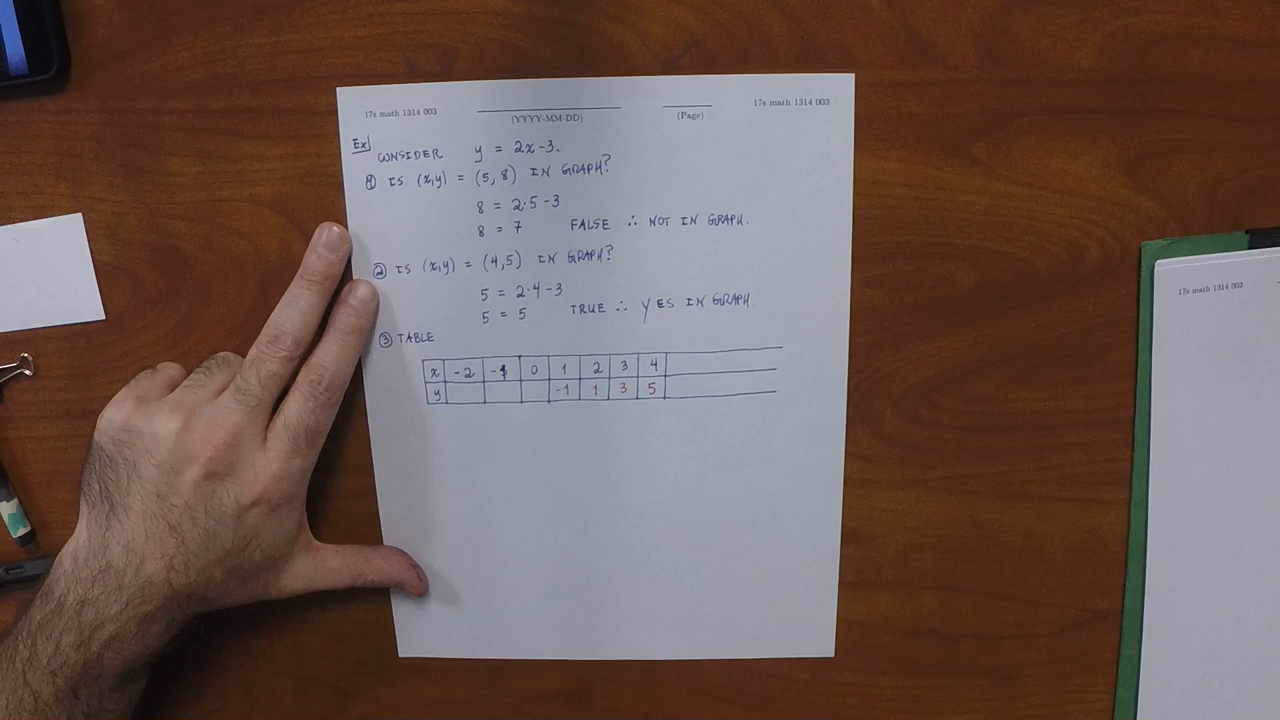 17s math 1314 003 (YYYY-MM-DD) (Page) 17s math 1314 003
Ex CONSIDER y = 2x-3.
① IS (x,y) = (5, 8) IN GRAPH?
8 = 2·5-3
8 = 7 FALSE ∴ NOT IN GRAPH.
② IS (x,y) = (4,5) IN GRAPH?
5 = 2·4-3
5 = 5 TRUE ∴ YES IN GRAPH.
③ TABLE
x -2 -1 0 1 2 3 4
y -1 1 3 5
17s math 1314 003